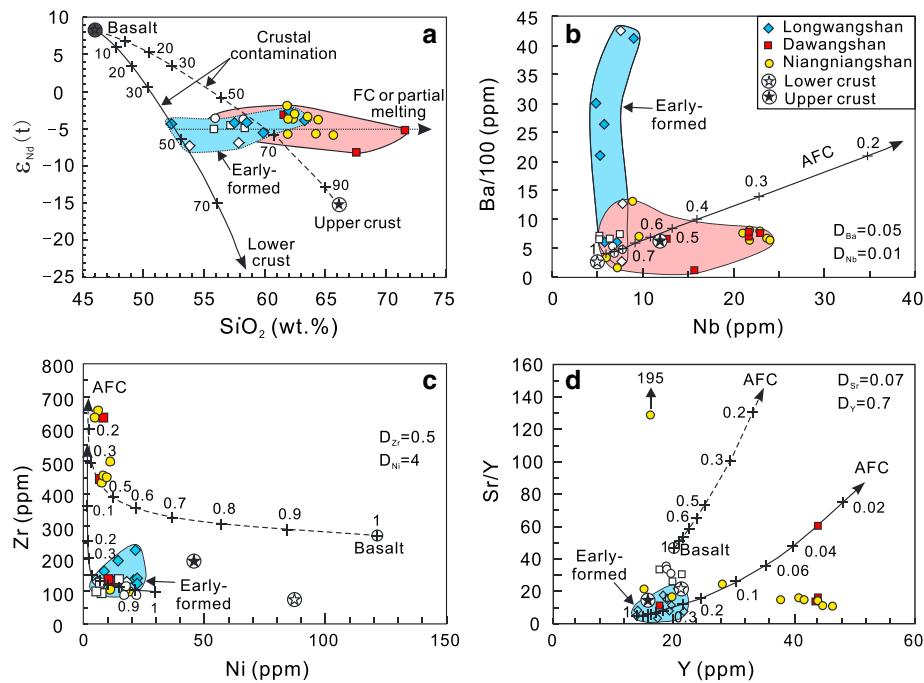 a
10
5
0
−5
−10
−15
−20
−25
εNd(t)
45
50
55
60
65
70
75
SiO2 (wt.%)
Basalt
10
20
30
50
70
20
30
50
70
90
Crustal
contamination
FC or partial
melting
Early-
formed
Upper crust
Lower
crust
b
Longwangshan
Dawangshan
Niangniangshan
Lower crust
Upper crust
45
40
35
30
25
20
15
10
5
0
Ba/100 (ppm)
0
10
20
30
40
Nb (ppm)
Early-
formed
AFC
0.2
0.3
0.4
0.5
0.6
0.7
1
DBa=0.05
DNb=0.01
c
800
700
600
500
400
300
200
100
0
Zr (ppm)
0
50
100
150
Ni (ppm)
AFC
0.2
0.3
0.5
0.6
0.7
0.8
0.9
1
Basalt
0.1
0.2
0.3
0.9
1
Early-
formed
DZr=0.5
DNi=4
d
160
140
120
100
80
60
40
20
0
Sr/Y
0
20
40
60
Y (ppm)
195
AFC
0.2
0.3
0.5
0.6
1
Basalt
AFC
0.02
0.04
0.06
0.1
0.2
0.3
1
Early-
formed
DSr=0.07
DY=0.7